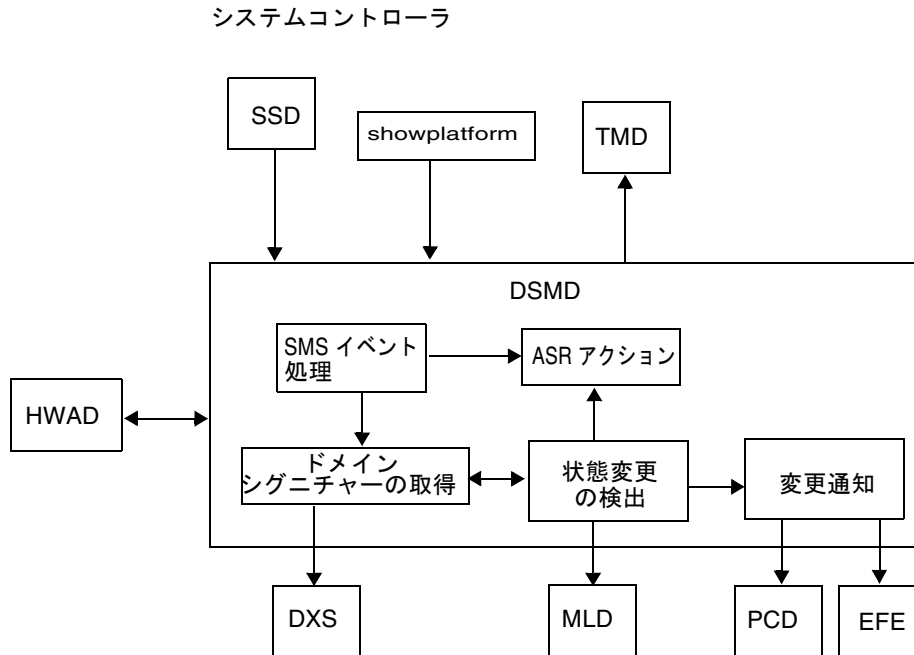 システムコントローラ
SSD
showplatform
TMD
DSMD
SMS イベント
処理
ASR アクション
HWAD
ドメイン
シグニチャーの取得
状態変更
の検出
変更通知
DXS
MLD
PCD
EFE